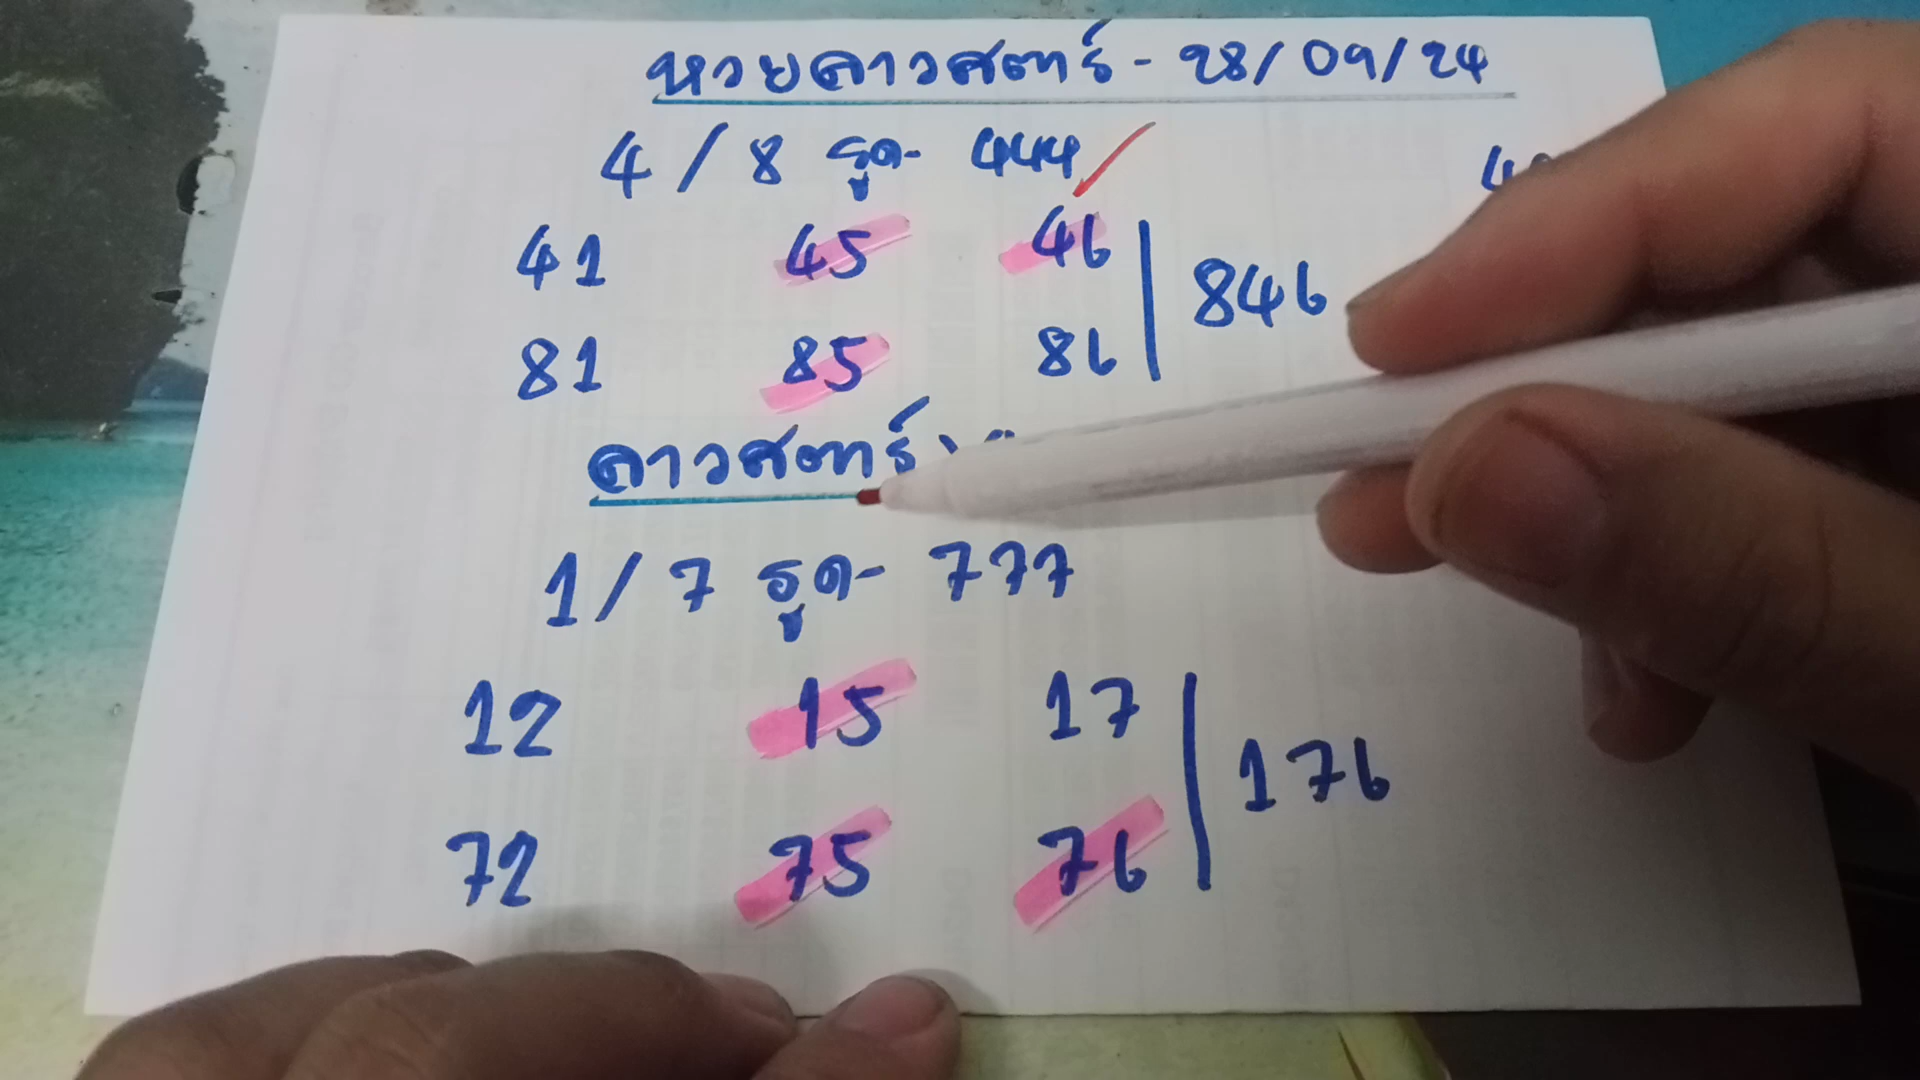 หวยลาวสตาร์ - 28/09/24
4 / 8 รูด - 444
41 45 46
846
81 85 86
ลาวสตาร์
1 / 7 รูด - 777
12 15 17
176
72 75 76